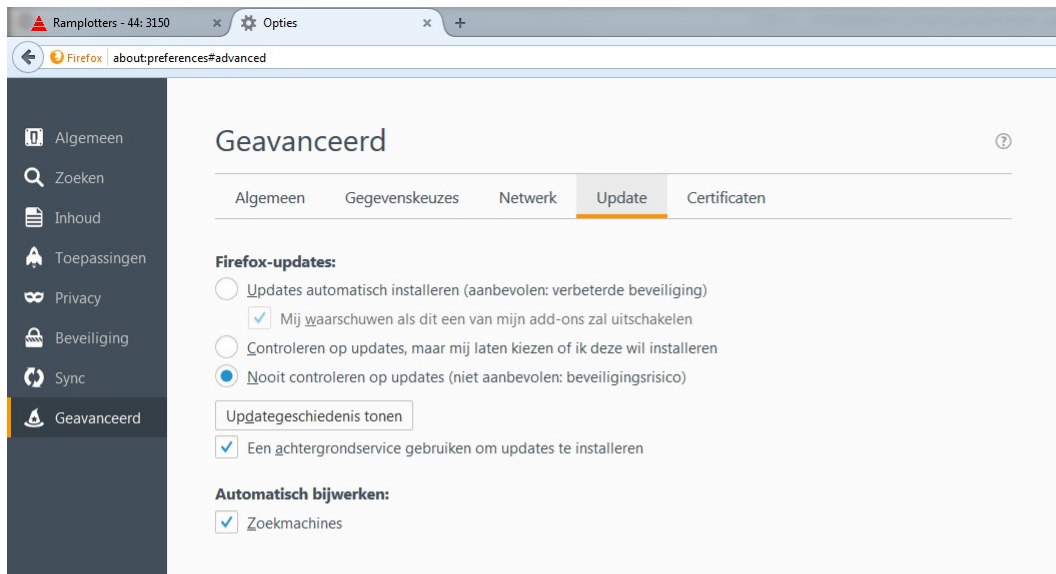 Ramplotters - 44: 3150
Opties
Firefox about:preferences#advanced
Algemeen
Zoeken
Inhoud
Toepassingen
Privacy
Beveiliging
Sync
Geavanceerd
Geavanceerd
Algemeen Gegevenskeuzes Netwerk Update Certificaten
Firefox-updates:
Updates automatisch installeren (aanbevolen: verbeterde beveiliging)
Mij waarschuwen als dit een van mijn add-ons zal uitschakelen
Controleren op updates, maar mij laten kiezen of ik deze wil installeren
Nooit controleren op updates (niet aanbevolen: beveiligingsrisico)
Updategeschiedenis tonen
Een achtergrondservice gebruiken om updates te installeren
Automatisch bijwerken:
Zoekmachines